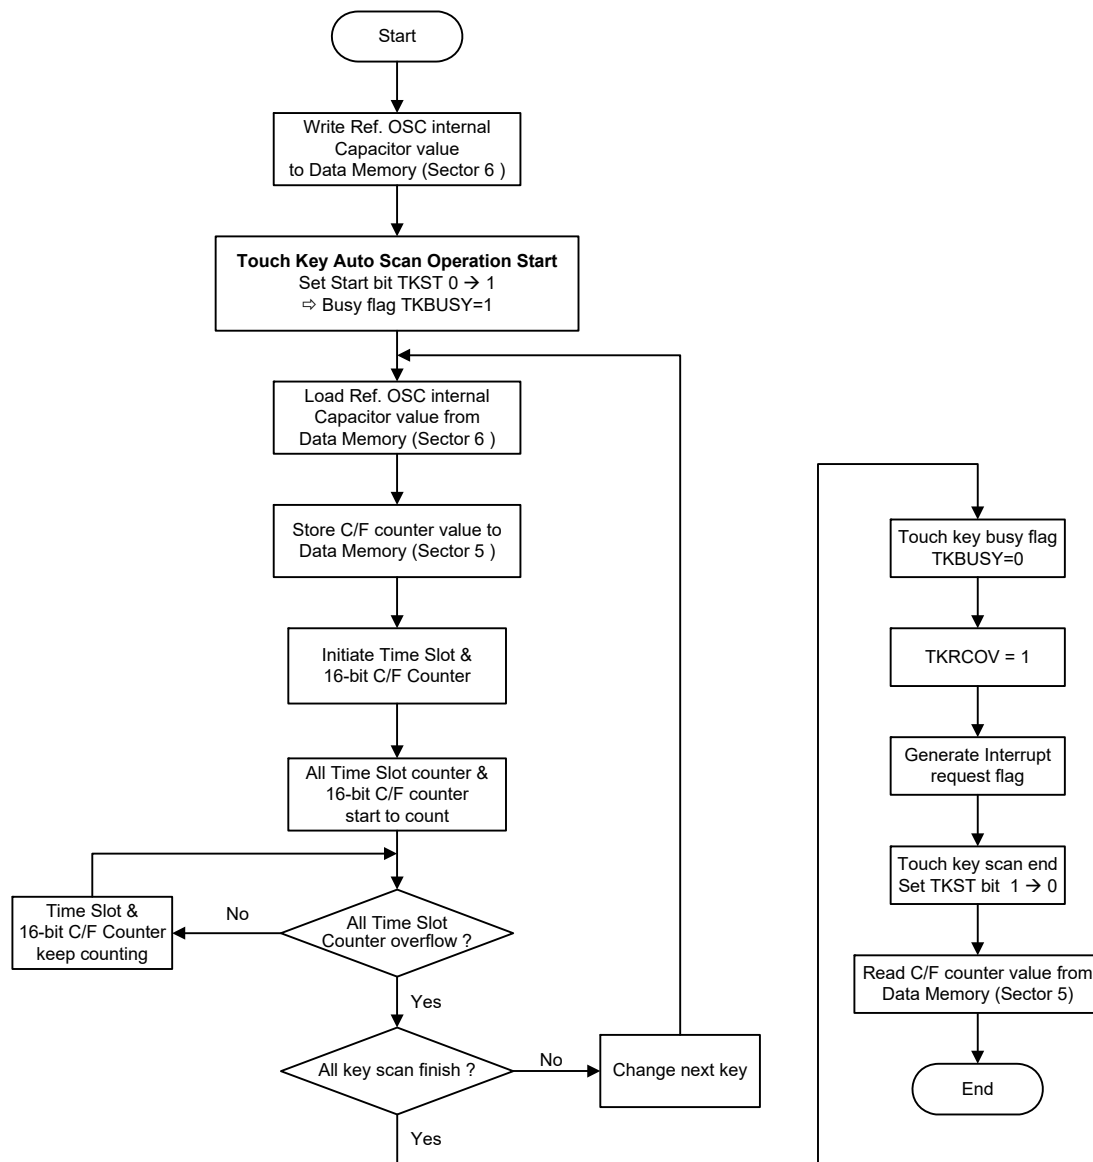 Start
Write Ref. OSC internal
Capacitor value
to Data Memory (Sector 6 )
Touch Key Auto Scan Operation Start
Set Start bit TKST 0 → 1
⇨ Busy flag TKBUSY=1
Load Ref. OSC internal
Capacitor value from
Data Memory (Sector 6 )
Store C/F counter value to
Data Memory (Sector 5 )
Initiate Time Slot &
16-bit C/F Counter
All Time Slot counter &
16-bit C/F counter
start to count
All Time Slot
Counter overflow ?
No
Time Slot &
16-bit C/F Counter
keep counting
Yes
All key scan finish ?
No
Change next key
Yes
Touch key busy flag
TKBUSY=0
TKRCOV = 1
Generate Interrupt
request flag
Touch key scan end
Set TKST bit 1 → 0
Read C/F counter value from
Data Memory (Sector 5)
End